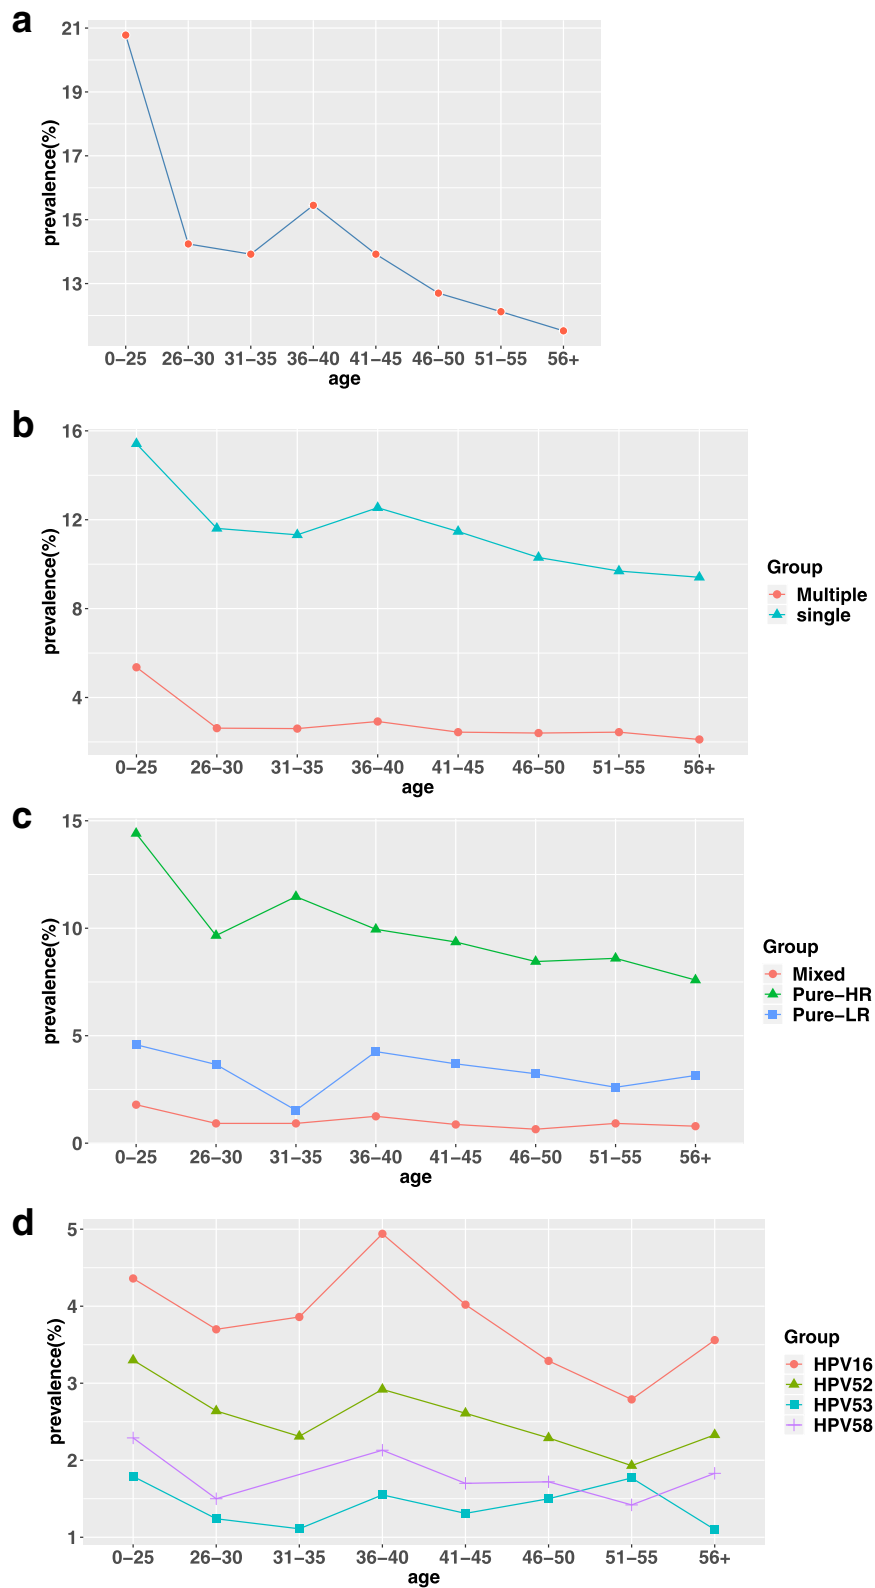 a
21
19
17
15
13
prevalence(%)
0−25 26−30 31−35 36−40 41−45 46−50 51−55 56+
age
b
16
12
8
4
prevalence(%)
0−25 26−30 31−35 36−40 41−45 46−50 51−55 56+
age
Group
Multiple
single
c
15
10
5
0
prevalence(%)
0−25 26−30 31−35 36−40 41−45 46−50 51−55 56+
age
Group
Mixed
Pure−HR
Pure−LR
d
5
4
3
2
1
prevalence(%)
0−25 26−30 31−35 36−40 41−45 46−50 51−55 56+
age
Group
HPV16
HPV52
HPV53
HPV58